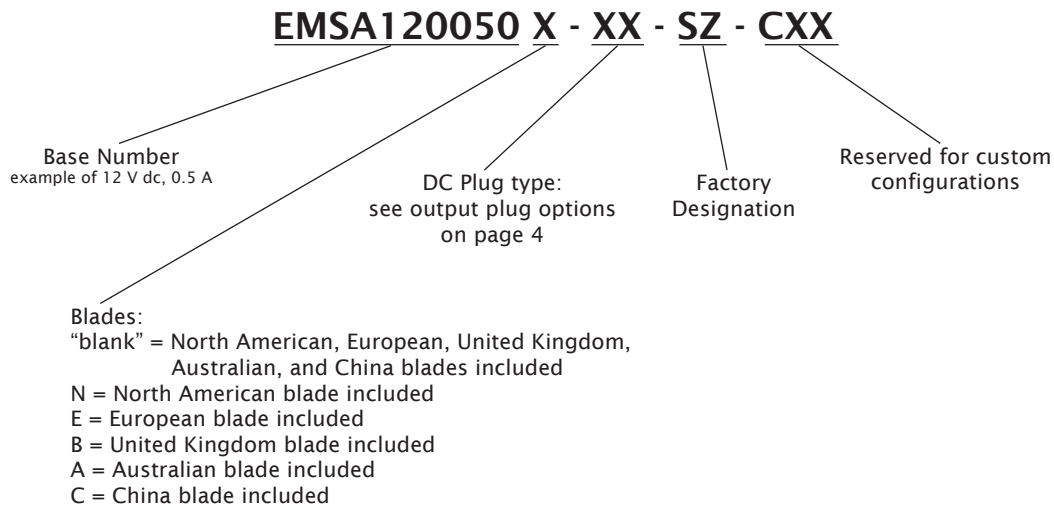 EMSA120050 X - XX - SZ - CXX
Base Number
example of 12 V dc, 0.5 A
DC Plug type:
see output plug options
on page 4
Factory
Designation
Reserved for custom
configurations
Blades:
“blank” = North American, European, United Kingdom,
Australian, and China blades included
N = North American blade included
E = European blade included
B = United Kingdom blade included
A = Australian blade included
C = China blade included